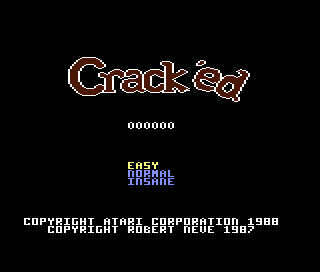 Crack'ed
000000
EASY
NORMAL
INSANE
COPYRIGHT ATARI CORPORATION 1988
COPYRIGHT ROBERT NEVE 1987